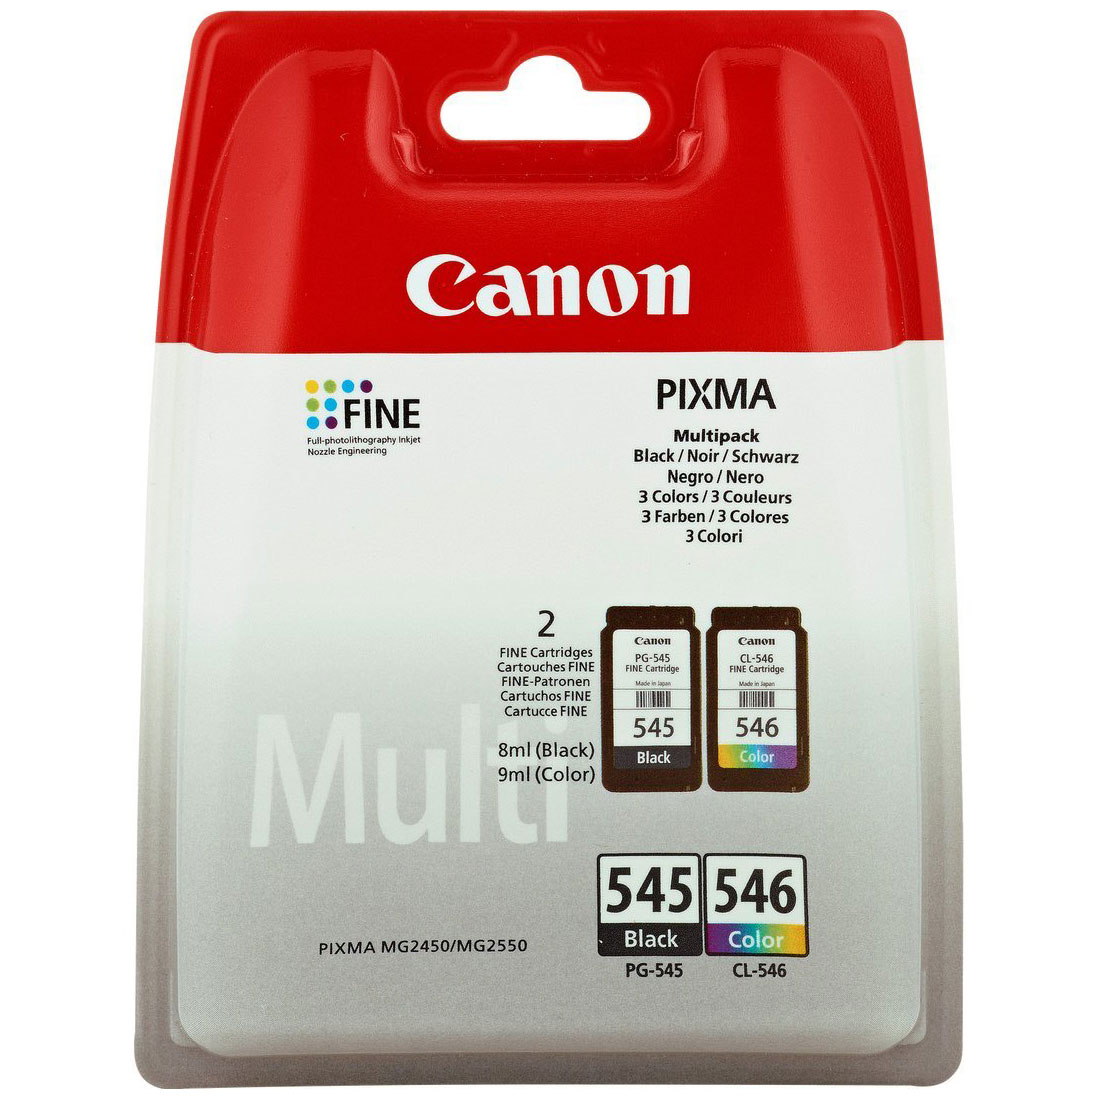 Canon
FINE
Full-photolithography Inkjet
Nozzle Engineering
PIXMA
Multipack
Black / Noir / Schwarz
Negro / Nero
3 Colors / 3 Couleurs
3 Farben / 3 Colores
3 Colori
2
FINE Cartridges
Cartouches FINE
FINE-Patronen
Cartuchos FINE
Cartucce FINE
8ml (Black)
9ml (Color)
Canon
PG-545
FINE Cartridge
Made in Japan
545
Black
Canon
CL-546
FINE Cartridge
Made in Japan
546
Color
Multi
545
Black
PG-545
546
Color
CL-546
PIXMA MG2450/MG2550